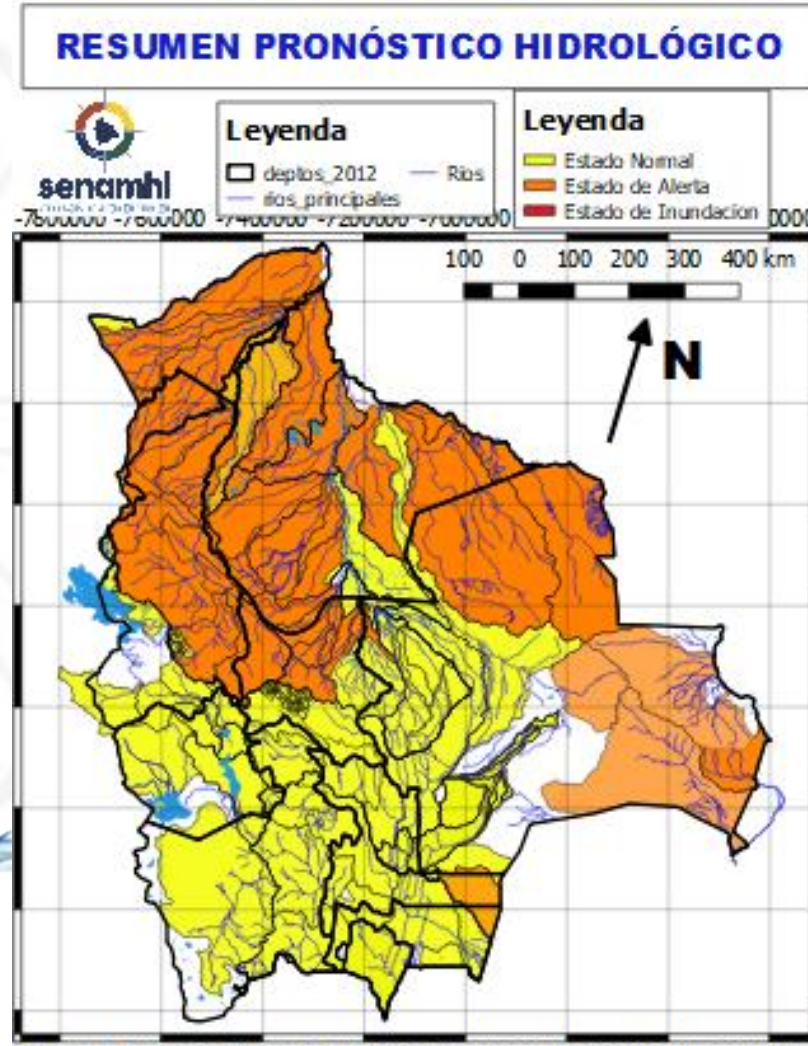 RESUMEN PRONÓSTICO HIDROLÓGICO
senamhi
Leyenda
deptos_2012
Rios
rios_principales
Leyenda
Estado Normal
Estado de Alerta
Estado de Inundacion
-7600000 -7400000 -7200000 -7000000
100 0 100 200 300 400 km
N